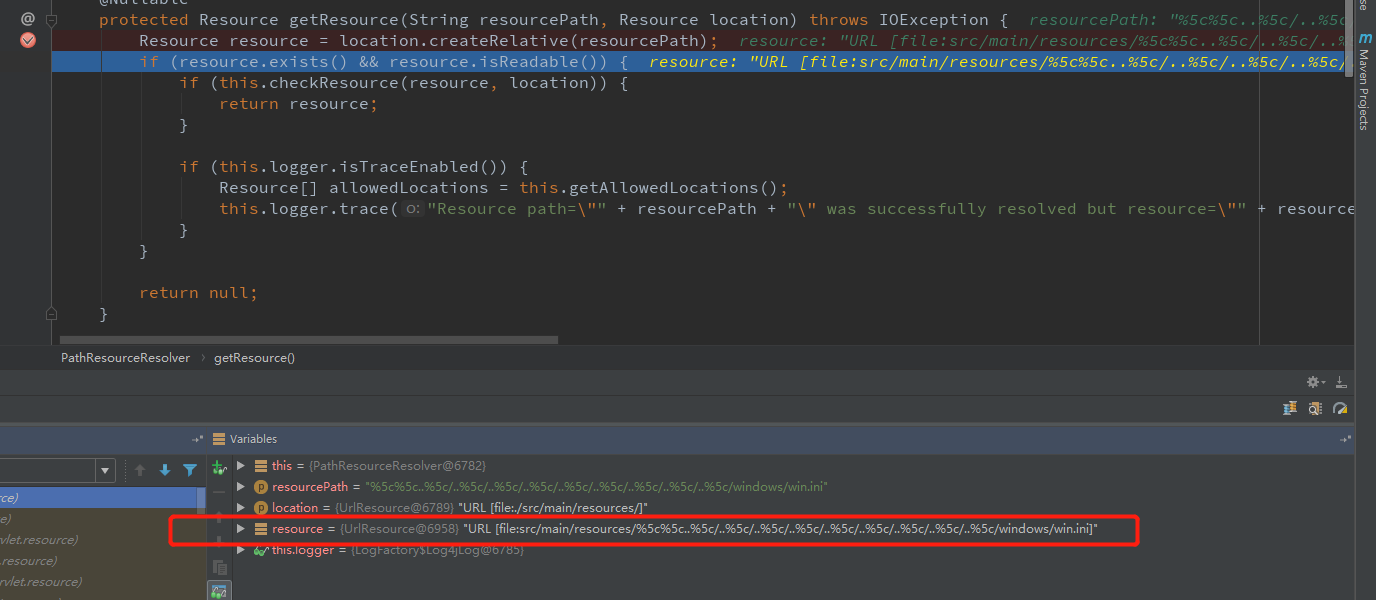 @Nullable
protected Resource getResource(String resourcePath, Resource location) throws IOException {  resourcePath: "%5c%5c..%5c/..%5c
Resource resource = location.createRelative(resourcePath);  resource: "URL [file:src/main/resources/%5c%5c..%5c/..%5c/..%
if (resource.exists() && resource.isReadable()) {  resource: "URL [file:src/main/resources/%5c%5c..%5c/..%5c/..%5c/..%5c/
if (this.checkResource(resource, location)) {
return resource;
}
if (this.logger.isTraceEnabled()) {
Resource[] allowedLocations = this.getAllowedLocations();
this.logger.trace( o: "Resource path=\"" + resourcePath + "\" was successfully resolved but resource=\"" + resource
}
}
return null;
}
Maven Projects
PathResourceResolver › getResource()
Variables
this = {PathResourceResolver@6782}
resourcePath = "%5c%5c..%5c/..%5c/..%5c/..%5c/..%5c/..%5c/..%5c/..%5c/..%5c/windows/win.ini"
location = {UrlResource@6789} "URL [file:./src/main/resources/]"
resource = {UrlResource@6958} "URL [file:src/main/resources/%5c%5c..%5c/..%5c/..%5c/..%5c/..%5c/..%5c/..%5c/..%5c/..%5c/windows/win.ini]"
this.logger = {LogFactory$Log4jLog@6785}
rce)
e)
vlet.resource)
.resource)
rvlet.resource)